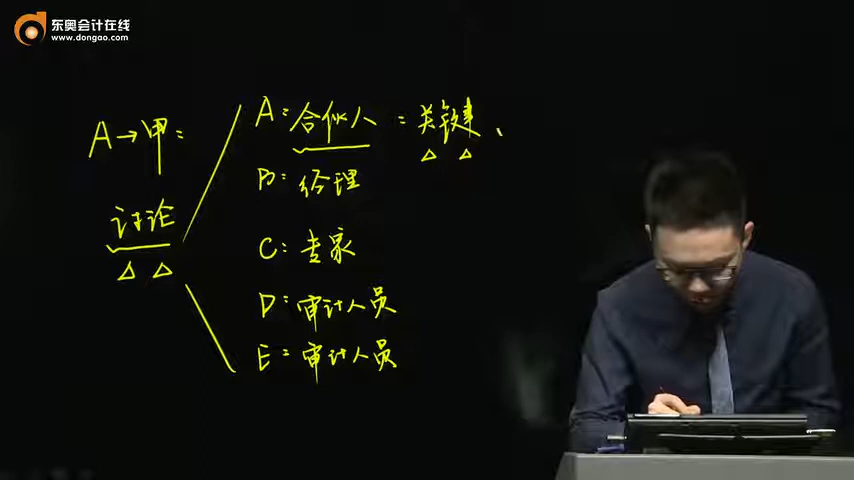 东奥会计在线
www.dongao.com
A→甲：
讨论
A：合伙人：关键、
B：经理
C：专家
D：审计人员
E：审计人员